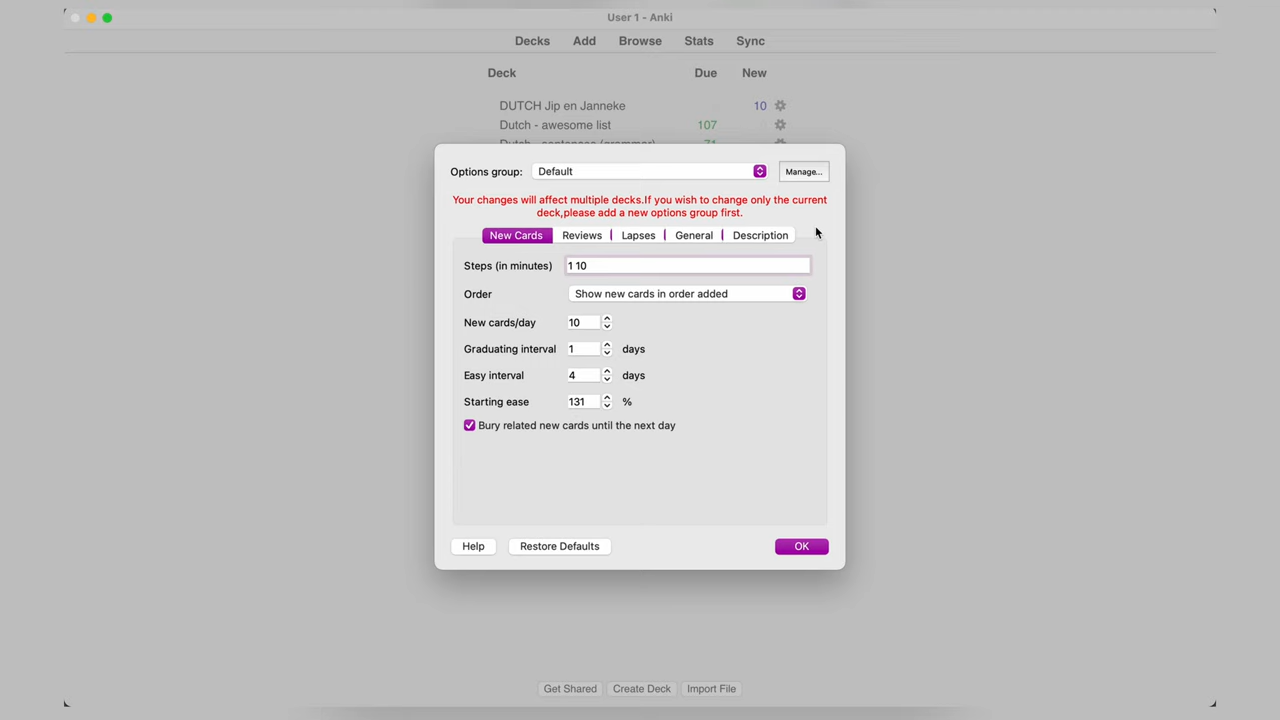 User 1 - Anki
Decks Add Browse Stats Sync
Deck Due New
DUTCH Jip en Janneke 10
Dutch - awesome list 107
Dutch - sentences (grammar) 71
Options group: Default Manage...
Your changes will affect multiple decks.If you wish to change only the current
deck,please add a new options group first.
New Cards Reviews Lapses General Description
Steps (in minutes) 1 10
Order Show new cards in order added
New cards/day 10
Graduating interval 1 days
Easy interval 4 days
Starting ease 131 %
Bury related new cards until the next day
Help Restore Defaults OK
Get Shared Create Deck Import File